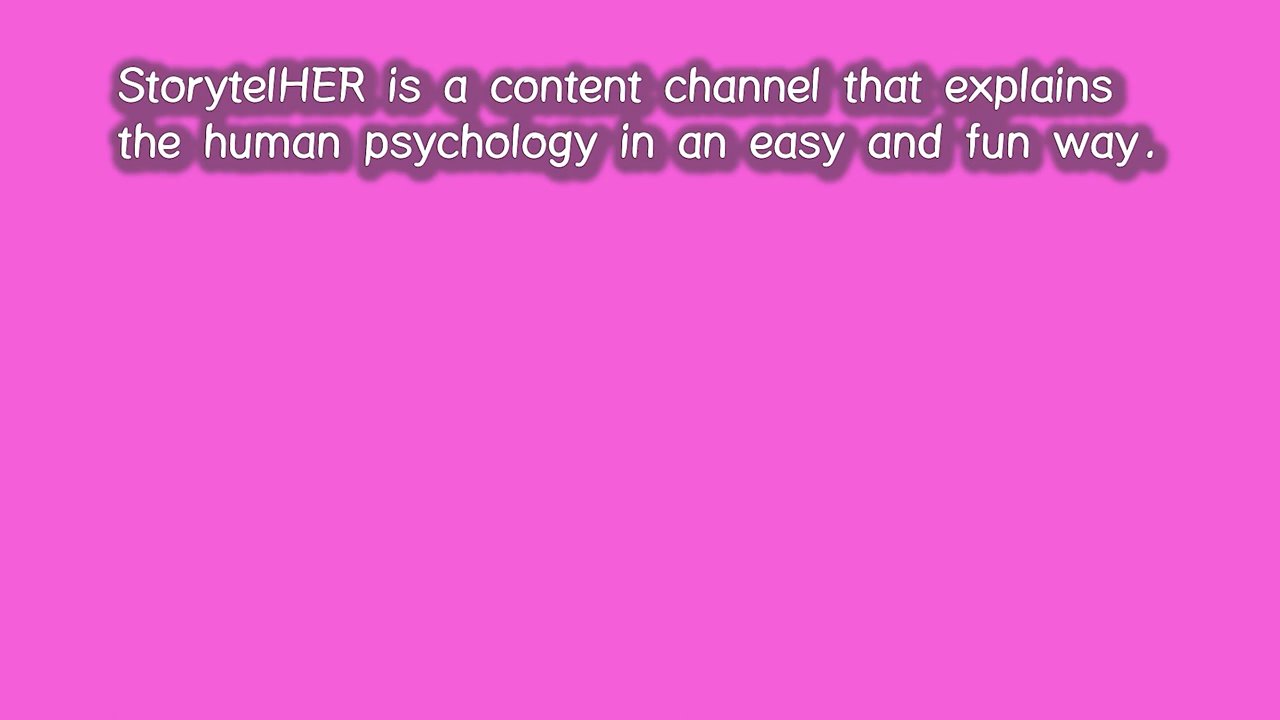 StorytelHER is a content channel that explains
the human psychology in an easy and fun way.